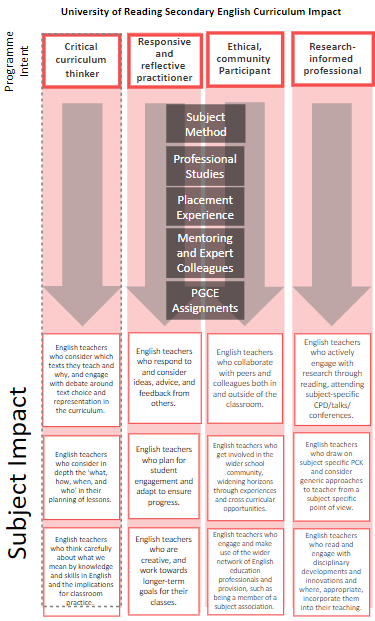 University of Reading Secondary English Curriculum Impact
Programme
Intent
Critical
curriculum
thinker
Responsive
and
reflective
practitioner
Ethical,
community
Participant
Research-
informed
professional
Subject
Method
Professional
Studies
Placement
Experience
Mentoring
and Expert
Colleagues
PGCE
Assignments
Subject Impact
English teachers
who consider which
texts they teach and
why, and engage
with debate around
text choice and
representation in
the curriculum.
English teachers
who respond to
and consider
ideas, advice, and
feedback from
others.
English teachers
who collaborate
with peers and
colleagues both in
and outside of the
classroom.
English teachers
who actively
engage with
research through
reading, attending
subject-specific
CPD/talks/
conferences.
English teachers
who consider in
depth the 'what,
how, when, and
who' in their
planning of lessons.
English teachers
who plan for
student
engagement and
adapt to ensure
progress.
English teachers who
get involved in the
wider school
community,
widening horizons
through experiences
and cross curricular
opportunities.
English teachers
who draw on
subject specific PCK
and consider
generic approaches
to teacher from a
subject-specific
point of view.
English teachers
who think carefully
about what we
mean by knowledge
and skills in English
and the implications
for classroom
practice.
English teachers
who are
creative, and
work towards
longer-term
goals for their
classes.
English teachers who
engage and make
use of the wider
network of English
education
professionals and
provision, such as
being a member of a
subject association.
English teachers
who read and
engage with
disciplinary
developments and
innovations and
where, appropriate,
incorporate them
into their teaching.